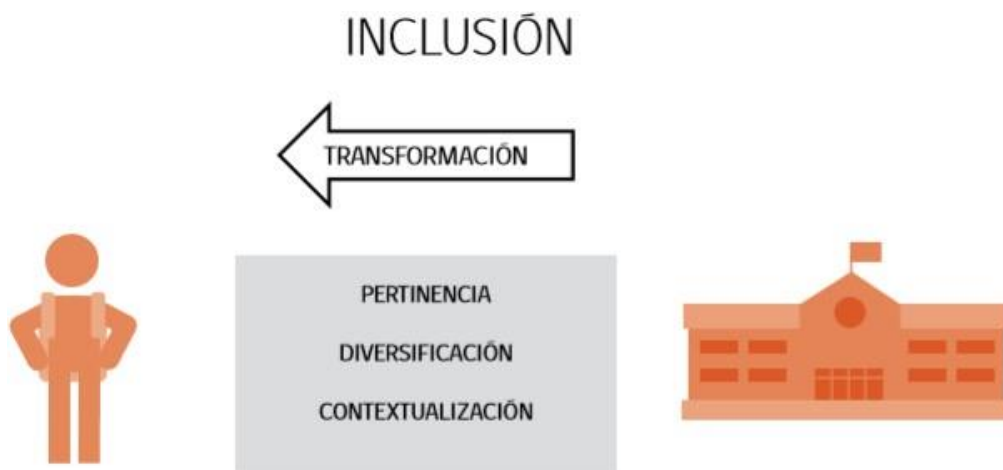 INCLUSIÓN
TRANSFORMACIÓN
PERTINENCIA
DIVERSIFICACIÓN
CONTEXTUALIZACIÓN